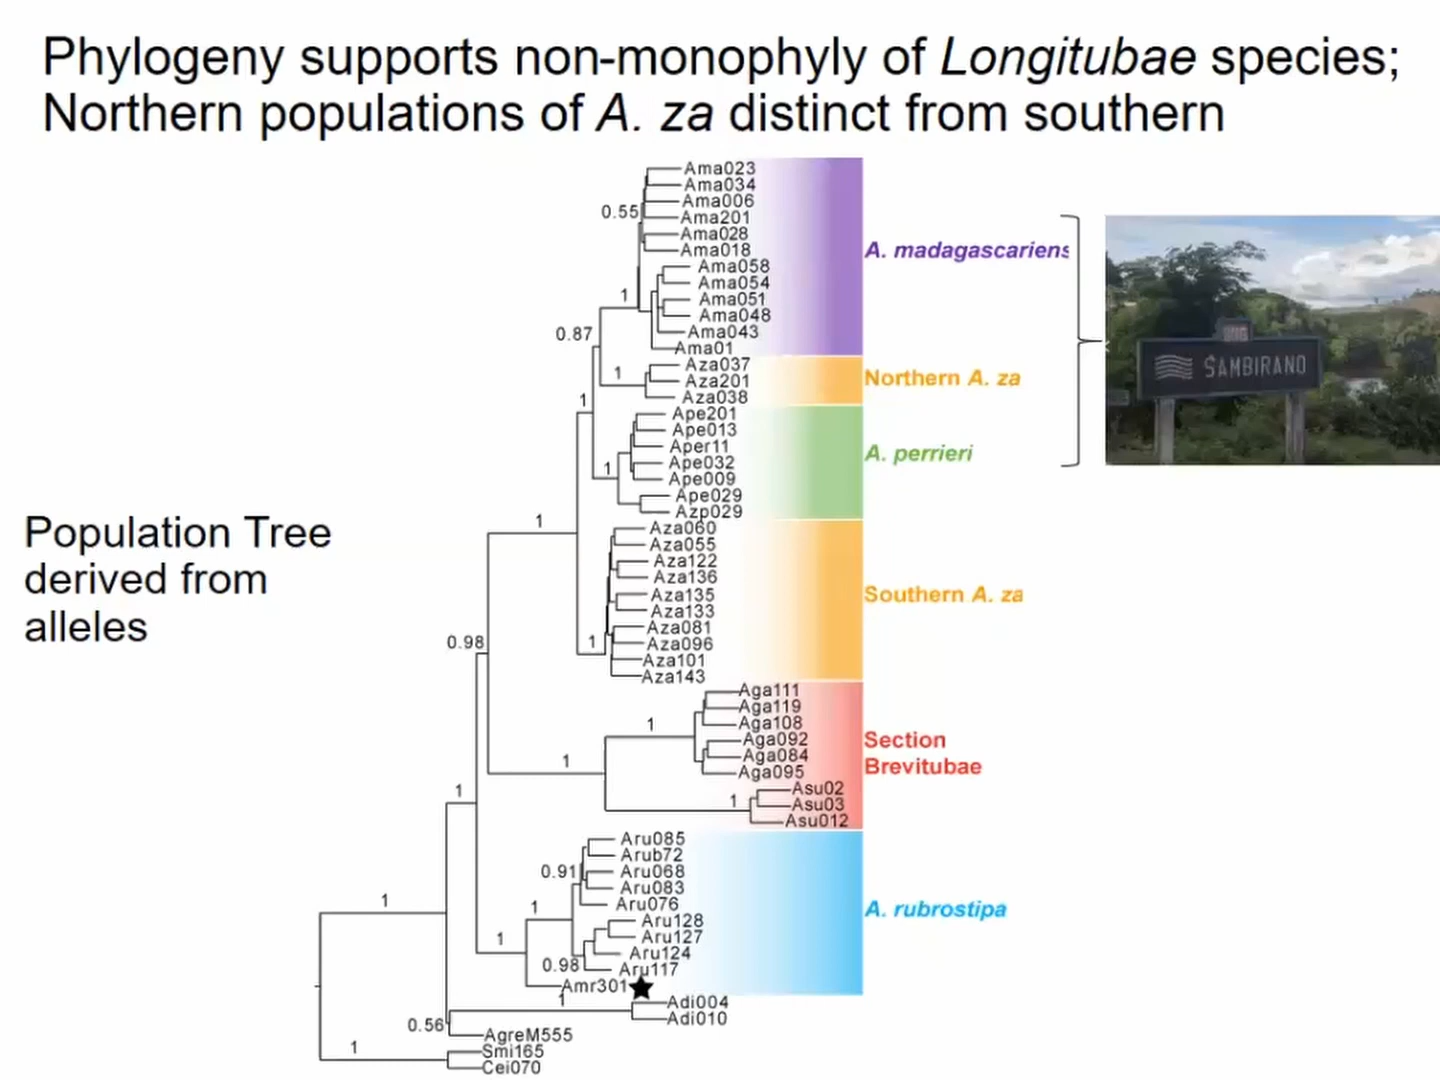 Phylogeny supports non-monophyly of Longitubae species;
Northern populations of A. za distinct from southern
Ama023
Ama034
Ama006
0.55
Ama201
Ama028
Ama018
A. madagascariens
Ama058
Ama054
1
Ama051
Ama048
0.87
Ama043
Ama01
SAMBIRANO
Aza037
1
Aza201
Northern A. za
1
Aza038
Ape201
Ape013
Aper11
A. perrieri
1
Ape032
Ape009
Ape029
Azp029
1
Aza060
Aza055
Aza122
Aza136
Aza135
Southern A. za
Aza133
Aza081
0.98
1
Aza096
Aza101
Aza143
Population Tree
derived from
alleles
Aga111
Aga119
1
Aga108
Aga092
Section
Brevitubae
1
Aga084
Aga095
1
Asu02
1
Asu03
Asu012
Aru085
Arub72
0.91
Aru068
Aru083
1
1
Aru076
A. rubrostipa
Aru128
1
Aru127
Aru124
0.98
Aru117
Amr301
1
Adi004
Adi010
0.56
AgreM555
1
Smi165
Cei070